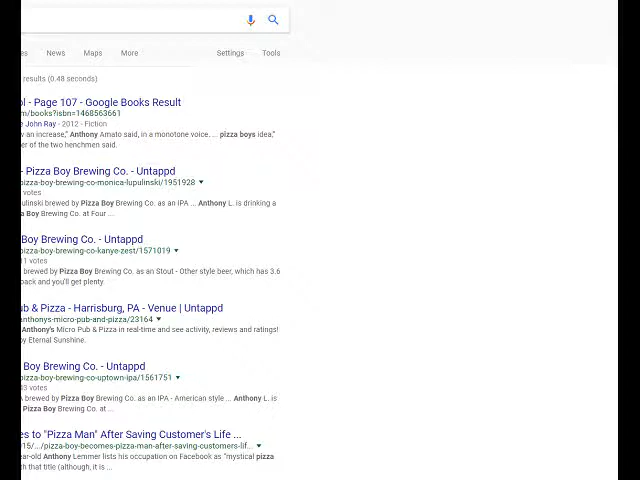 es News Maps More Settings Tools
results (0.48 seconds)
ol - Page 107 - Google Books Result
m/books?isbn=1468563661
e John Ray - 2012 - Fiction
w an increase," Anthony Amato said, in a monotone voice. ... pizza boys idea,"
er of the two henchmen said.
- Pizza Boy Brewing Co. - Untappd
pizza-boy-brewing-co-monica-lupulinski/1951928
votes
ulinski brewed by Pizza Boy Brewing Co. as an IPA ... Anthony L. is drinking a
za Boy Brewing Co. at Four ...
Boy Brewing Co. - Untappd
pizza-boy-brewing-co-kanye-zest/1571019
1 votes
brewed by Pizza Boy Brewing Co. as an Stout - Other style beer, which has 3.6
back and you'll get plenty.
ub & Pizza - Harrisburg, PA - Venue | Untappd
anthonys-micro-pub-and-pizza/23164
Anthony's Micro Pub & Pizza in real-time and see activity, reviews and ratings!
by Eternal Sunshine.
Boy Brewing Co. - Untappd
pizza-boy-brewing-co-uptown-ipa/1561751
43 votes
A brewed by Pizza Boy Brewing Co. as an IPA - American style ... Anthony L. is
Pizza Boy Brewing Co. at ...
es to "Pizza Man" After Saving Customer's Life ...
15/.../pizza-boy-becomes-pizza-man-after-saving-customers-lif...
ear-old Anthony Lemmer lists his occupation on Facebook as "mystical pizza
th that title (although, it is ...